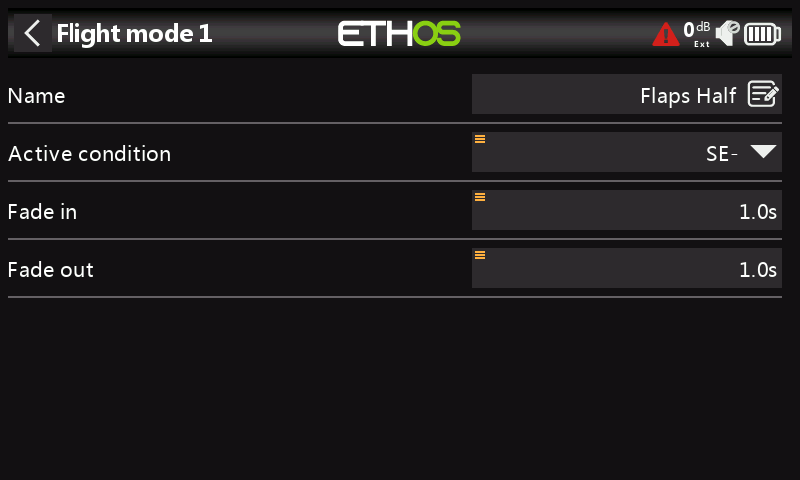 Flight mode 1
ETHOS
0 dB
Ext
Name
Flaps Half
Active condition
SE-
Fade in
1.0s
Fade out
1.0s